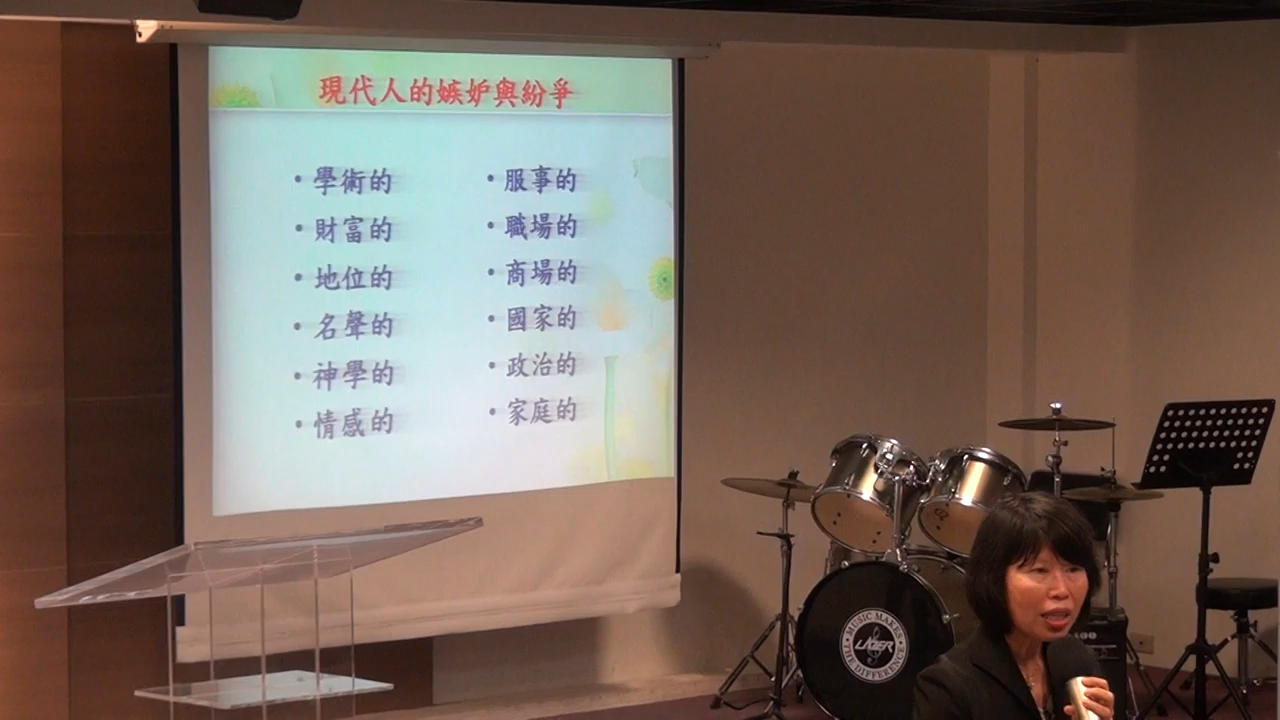 現代人的嫉妒與紛爭
• 學術的
• 財富的
• 地位的
• 名聲的
• 神學的
• 情感的
• 服事的
• 職場的
• 商場的
• 國家的
• 政治的
• 家庭的
MUSIC MAKES
LAZER
THE DIFFERENCE